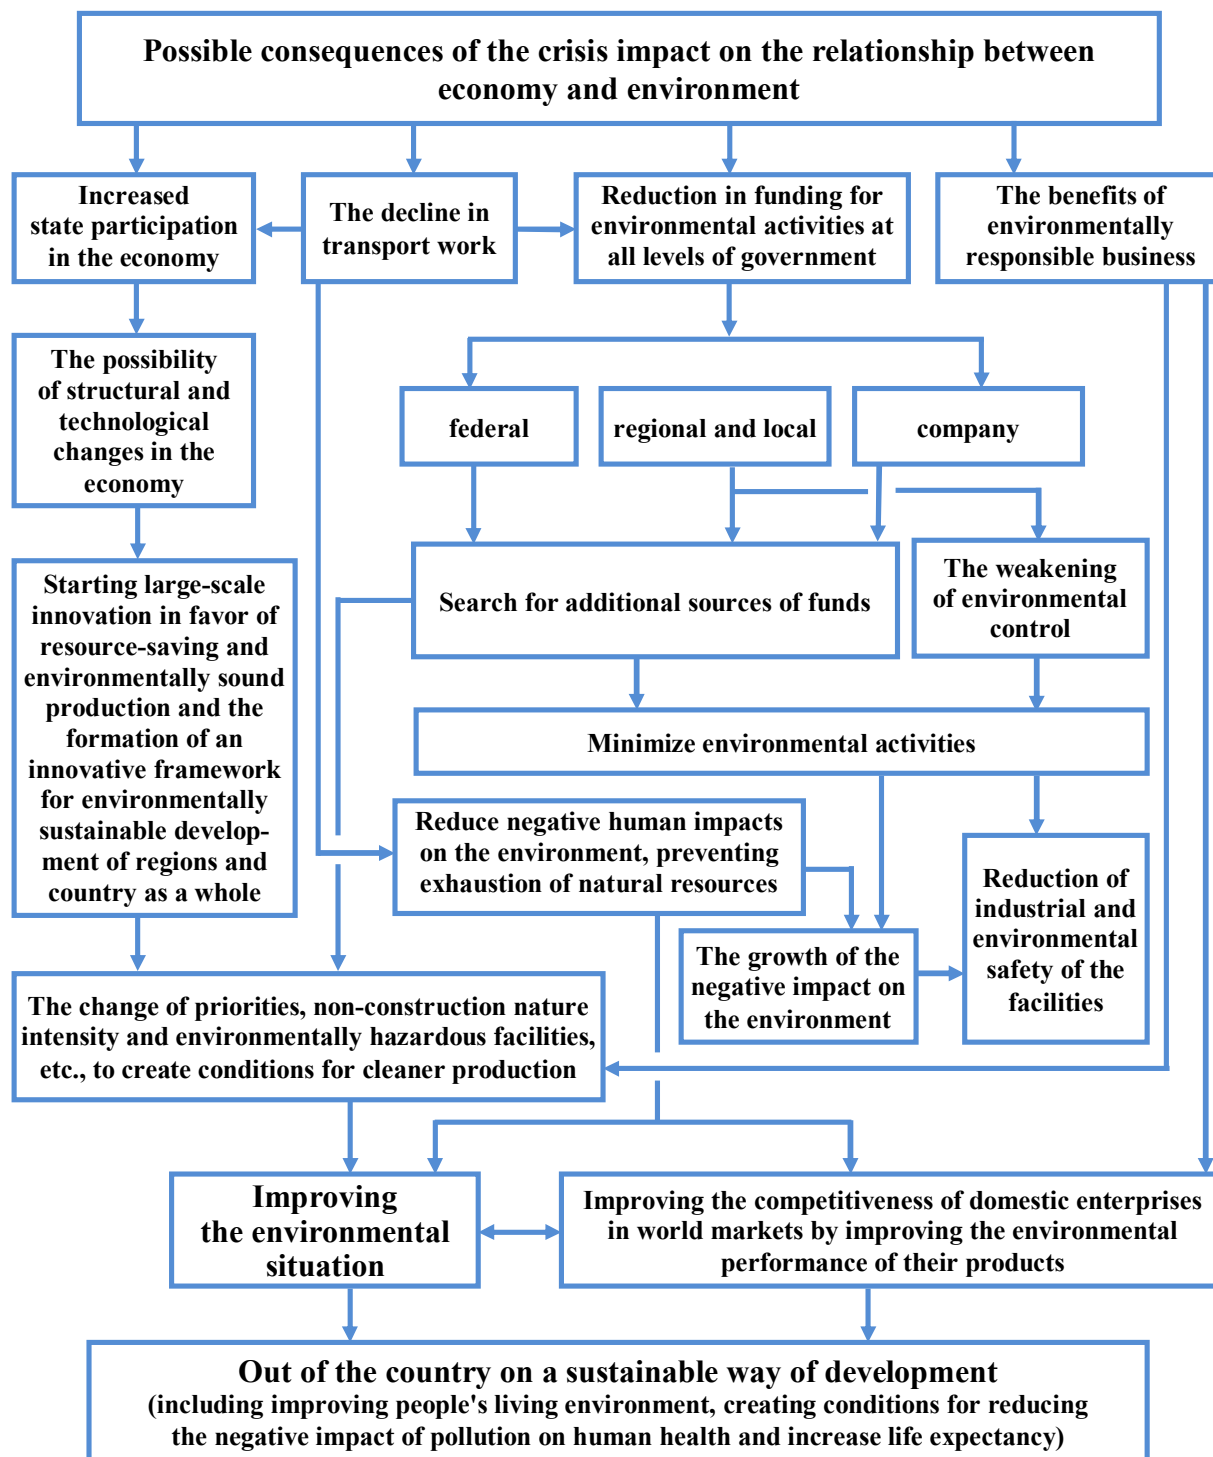 Possible consequences of the crisis impact on the relationship between
economy and environment
Increased
state participation
in the economy
The decline in
transport work
Reduction in funding for
environmental activities at
all levels of government
The benefits of
environmentally
responsible business
The possibility
of structural and
technological
changes in the
economy
federal
regional and local
company
Starting large-scale
innovation in favor of
resource-saving and
environmentally sound
production and the
formation of an
innovative framework
for environmentally
sustainable develop-
ment of regions and
country as a whole
Search for additional sources of funds
The weakening
of environmental
control
Minimize environmental activities
Reduce negative human impacts
on the environment, preventing
exhaustion of natural resources
Reduction of
industrial and
environmental
safety of the
facilities
The growth of the
negative impact on
the environment
The change of priorities, non-construction nature
intensity and environmentally hazardous facilities,
etc., to create conditions for cleaner production
Improving
the environmental
situation
Improving the competitiveness of domestic enterprises
in world markets by improving the environmental
performance of their products
Out of the country on a sustainable way of development
(including improving people's living environment, creating conditions for reducing
the negative impact of pollution on human health and increase life expectancy)